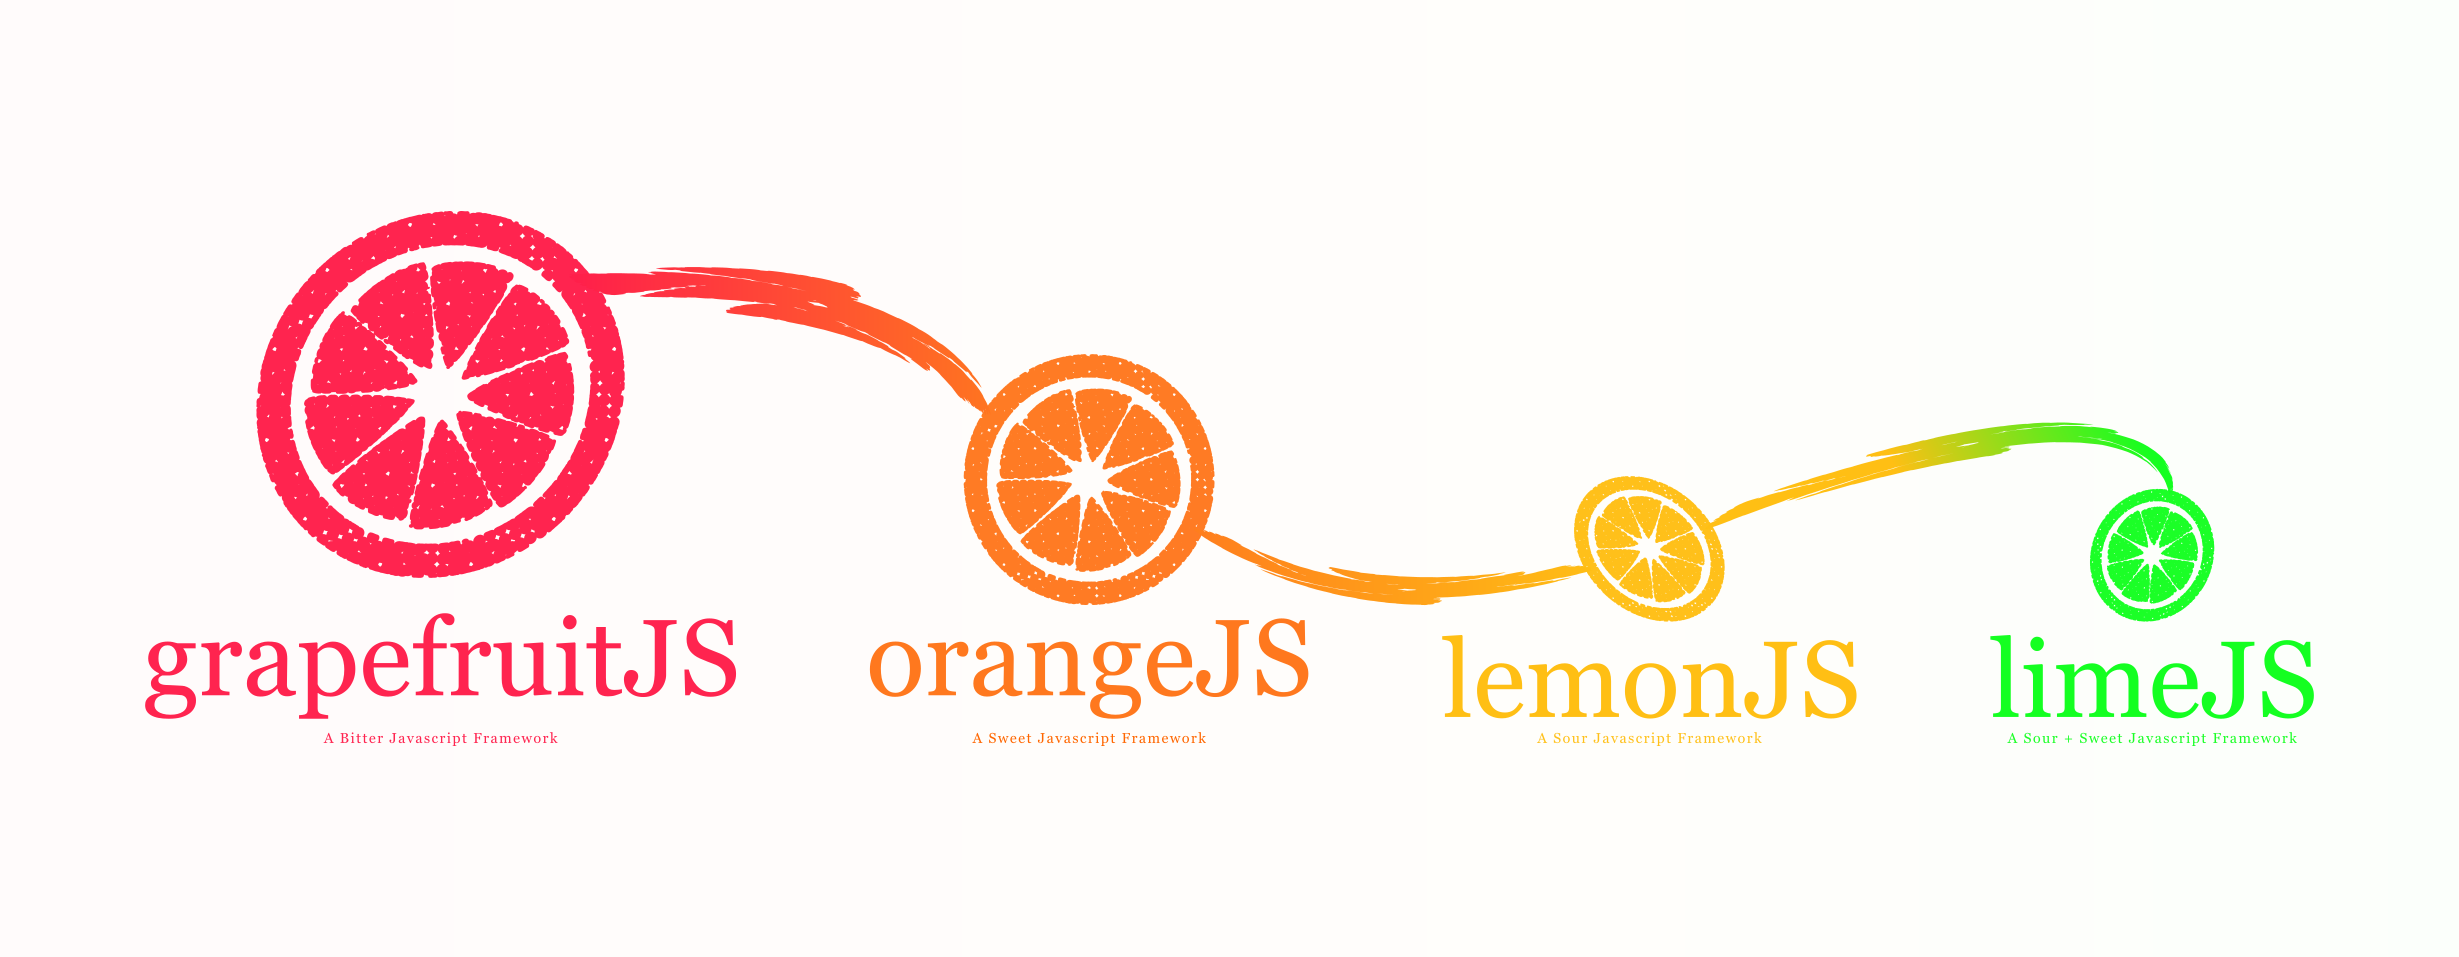 grapefruitJS
A Bitter Javascript Framework
orangeJS
A Sweet Javascript Framework
lemonJS
A Sour Javascript Framework
limeJS
A Sour + Sweet Javascript Framework